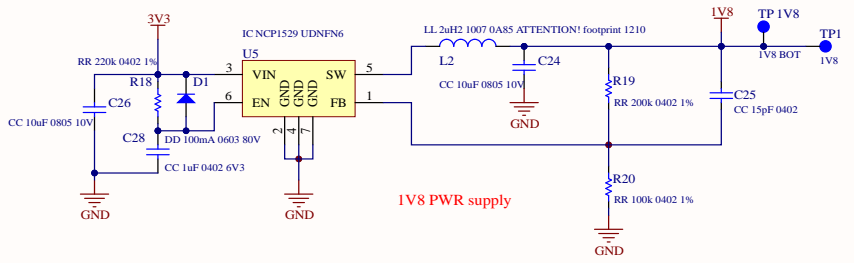 3V3
IC NCP1529 UDNFN6
LL 2uH2 1007 0A85 ATTENTION! footprint 1210
1V8
TP 1V8
TP1
U5
RR 220k 0402 1%
L2
C24
1V8 BOT
1V8
R18
D1
3
VIN
SW
5
CC 10uF 0805 10V
R19
C25
C26
6
EN
GND
GND
GND
FB
1
RR 200k 0402 1%
CC 15pF 0402
CC 10uF 0805 10V
GND
C28
DD 100mA 0603 80V
2
4
7
CC 1uF 0402 6V3
R20
RR 100k 0402 1%
1V8 PWR supply
GND
GND
GND